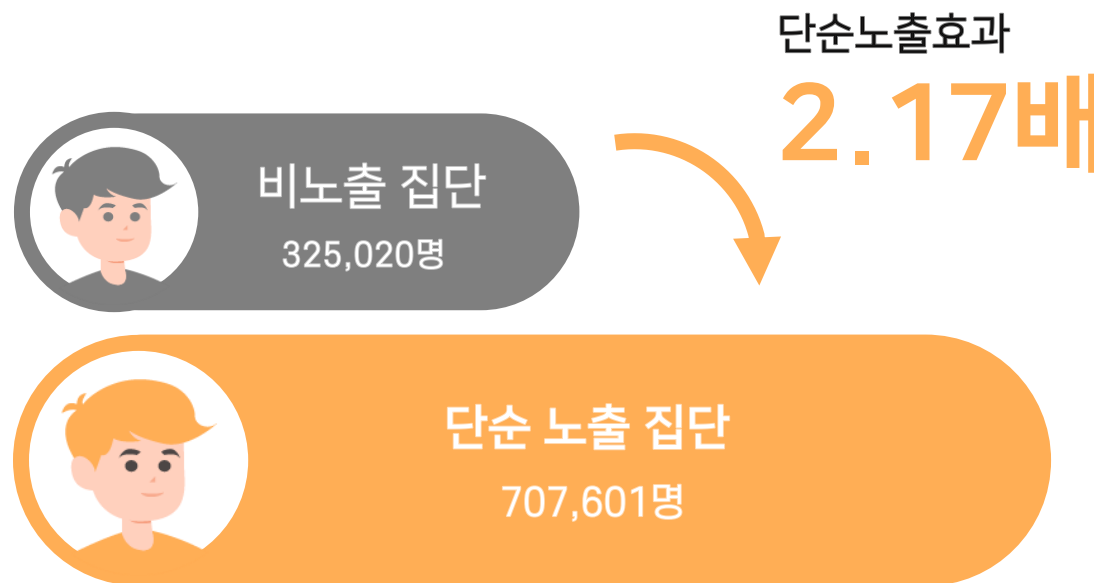 단순노출효과
2.17배
비노출 집단
325,020명
단순 노출 집단
707,601명